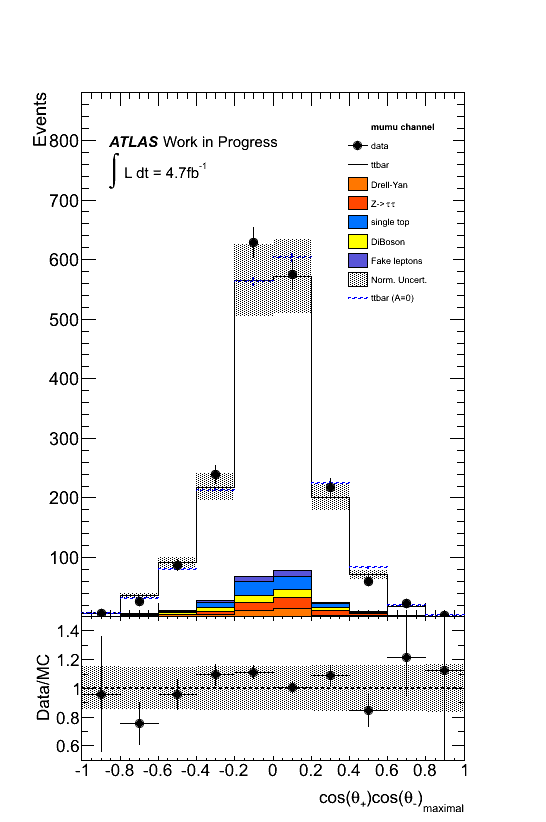 Events
800
700
600
500
400
300
200
100
ATLAS Work in Progress
∫ L dt = 4.7fb⁻¹
mumu channel
data
ttbar
Drell-Yan
Z->ττ
single top
DiBoson
Fake leptons
Norm. Uncert.
ttbar (A=0)
Data/MC
1.4
1.2
1
0.8
0.6
-1 -0.8 -0.6 -0.4 -0.2 0 0.2 0.4 0.6 0.8 1
cos(θ₊)cos(θ₋)maximal